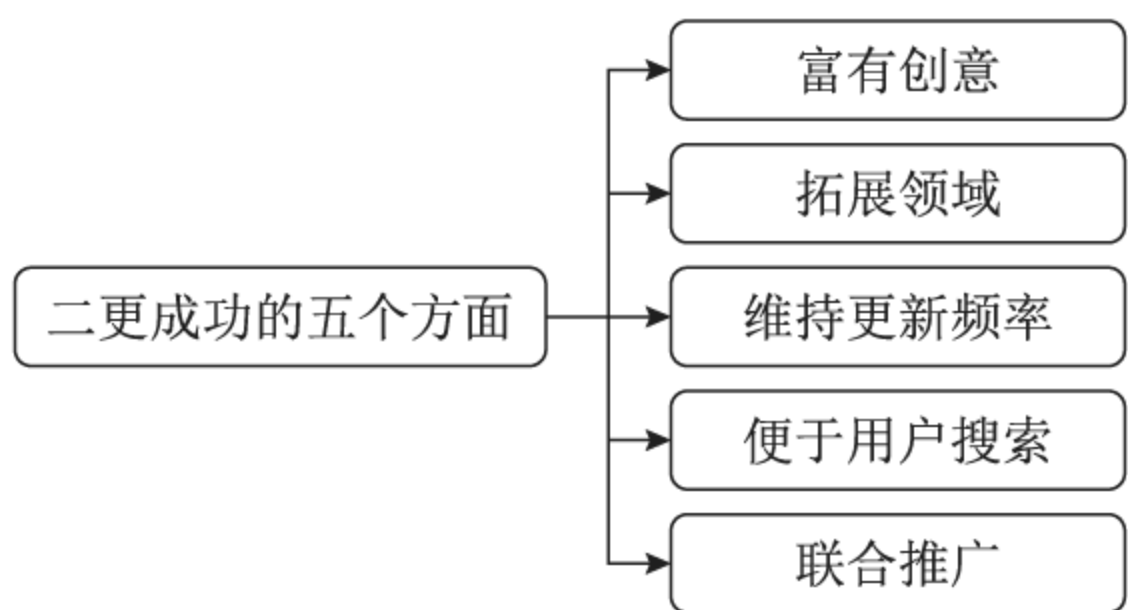 富有创意
拓展领域
二更成功的五个方面
维持更新频率
便于用户搜索
联合推广